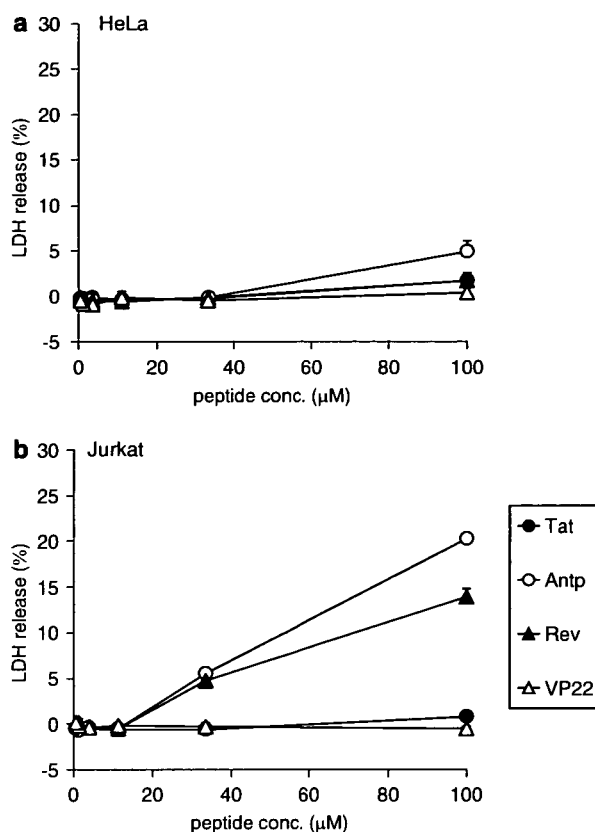 a HeLa
30
25
20
15
10
5
0
-5
LDH release (%)
0 20 40 60 80 100
peptide conc. (µM)
b Jurkat
30
25
20
15
10
5
0
-5
LDH release (%)
0 20 40 60 80 100
peptide conc. (µM)
Tat
Antp
Rev
VP22